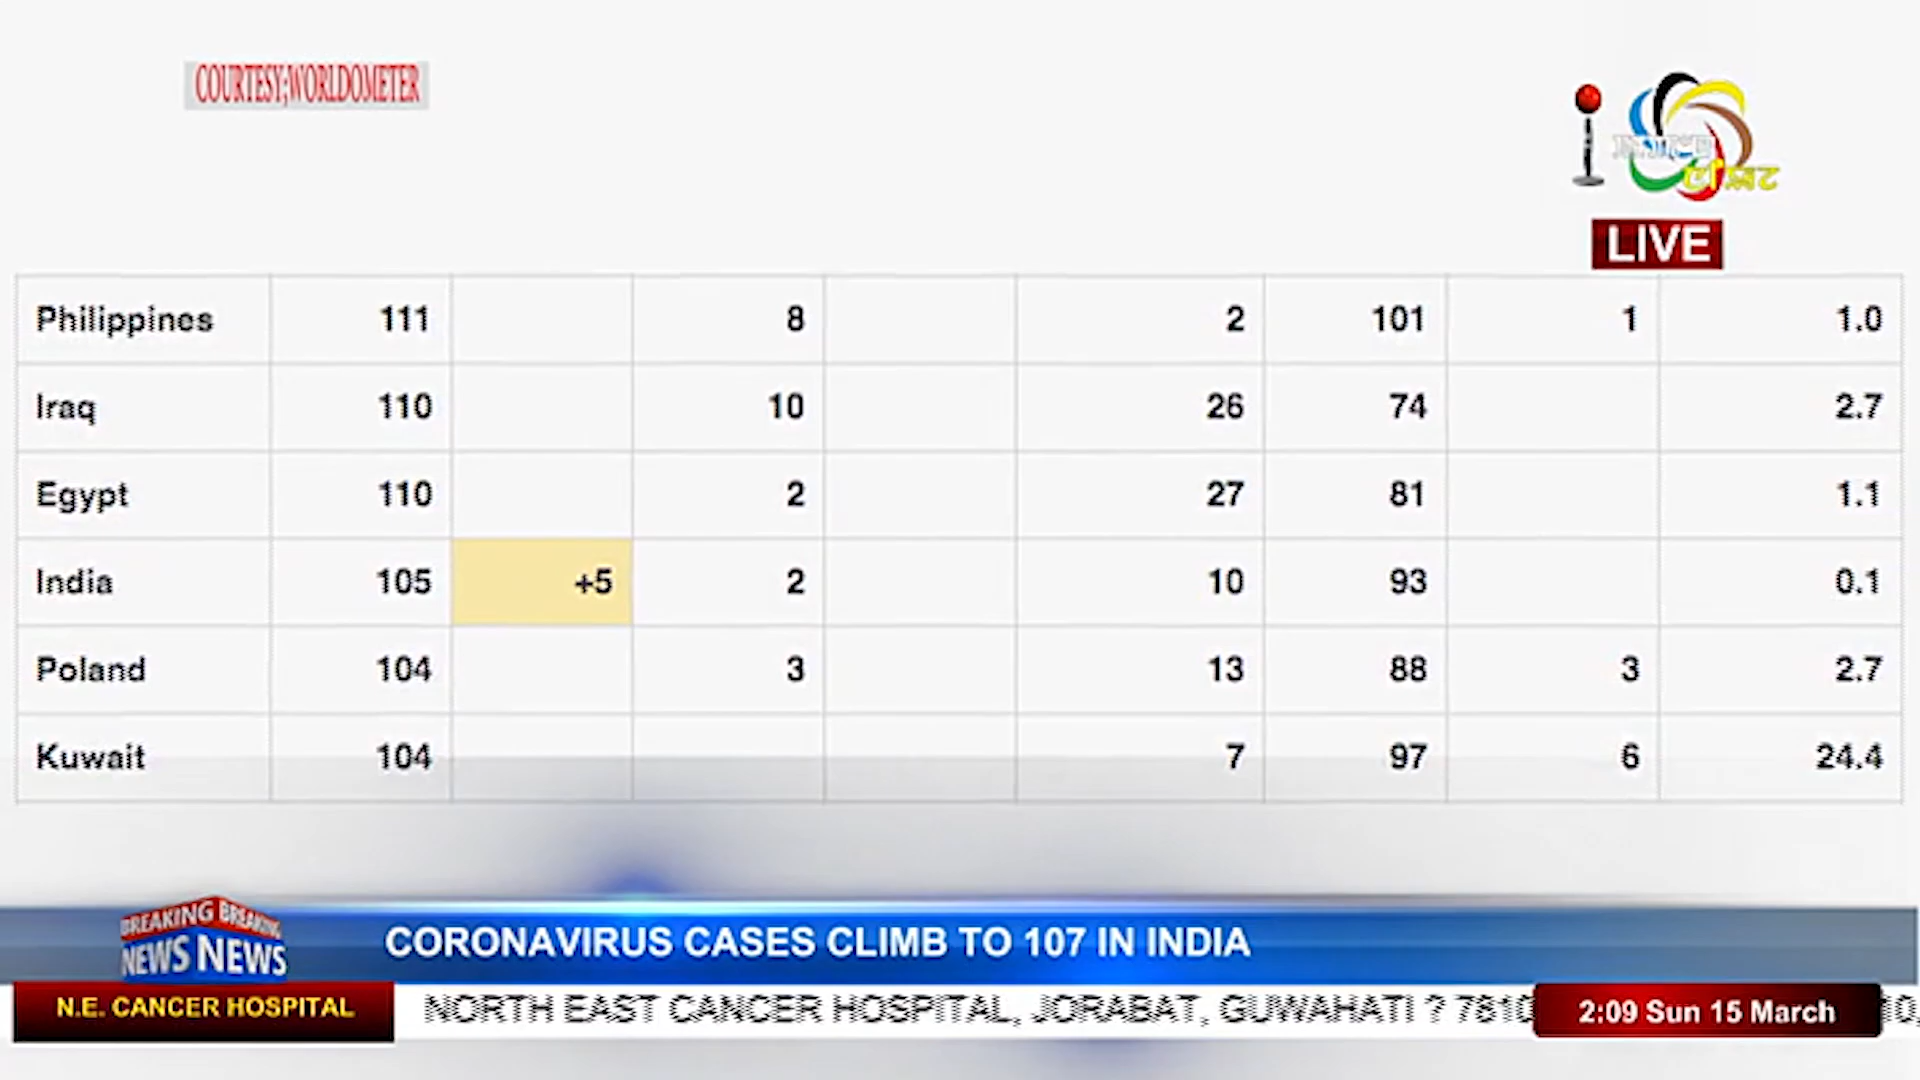 COURTESY;WORLDOMETER
LIVE
Philippines 111 8 2 101 1 1.0
Iraq 110 10 26 74 2.7
Egypt 110 2 27 81 1.1
India 105 +5 2 10 93 0.1
Poland 104 3 13 88 3 2.7
Kuwait 104 7 97 6 24.4
BREAKING BREAKING
NEWS NEWS
CORONAVIRUS CASES CLIMB TO 107 IN INDIA
N.E. CANCER HOSPITAL
NORTH EAST CANCER HOSPITAL, JORABAT, GUWAHATI ? 7810
2:09 Sun 15 March